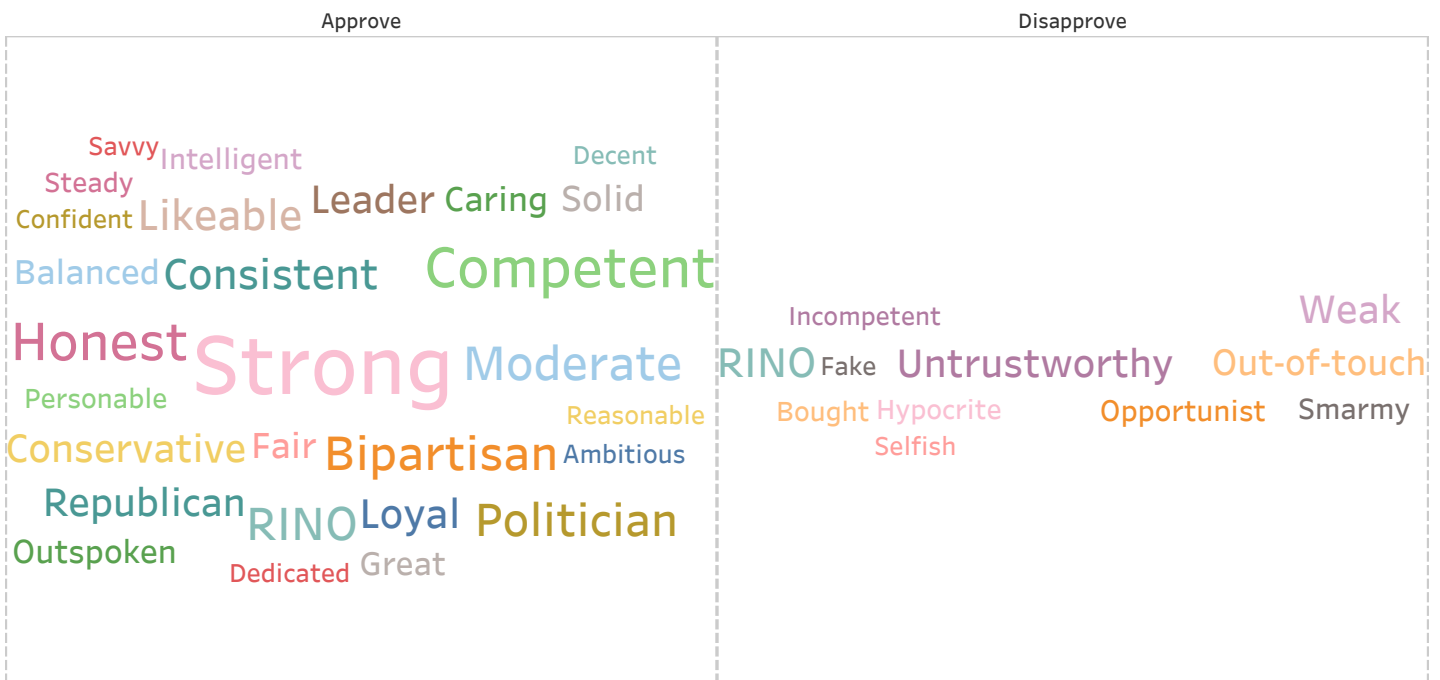 Approve
Disapprove
Savvy
Intelligent
Decent
Steady
Leader
Caring
Solid
Confident
Likeable
Balanced
Consistent
Competent
Honest
Strong
Moderate
Personable
Reasonable
Conservative
Fair
Bipartisan
Ambitious
Republican
RINO
Loyal
Politician
Outspoken
Dedicated
Great
Incompetent
Weak
RINO
Fake
Untrustworthy
Out-of-touch
Bought
Hypocrite
Opportunist
Smarmy
Selfish